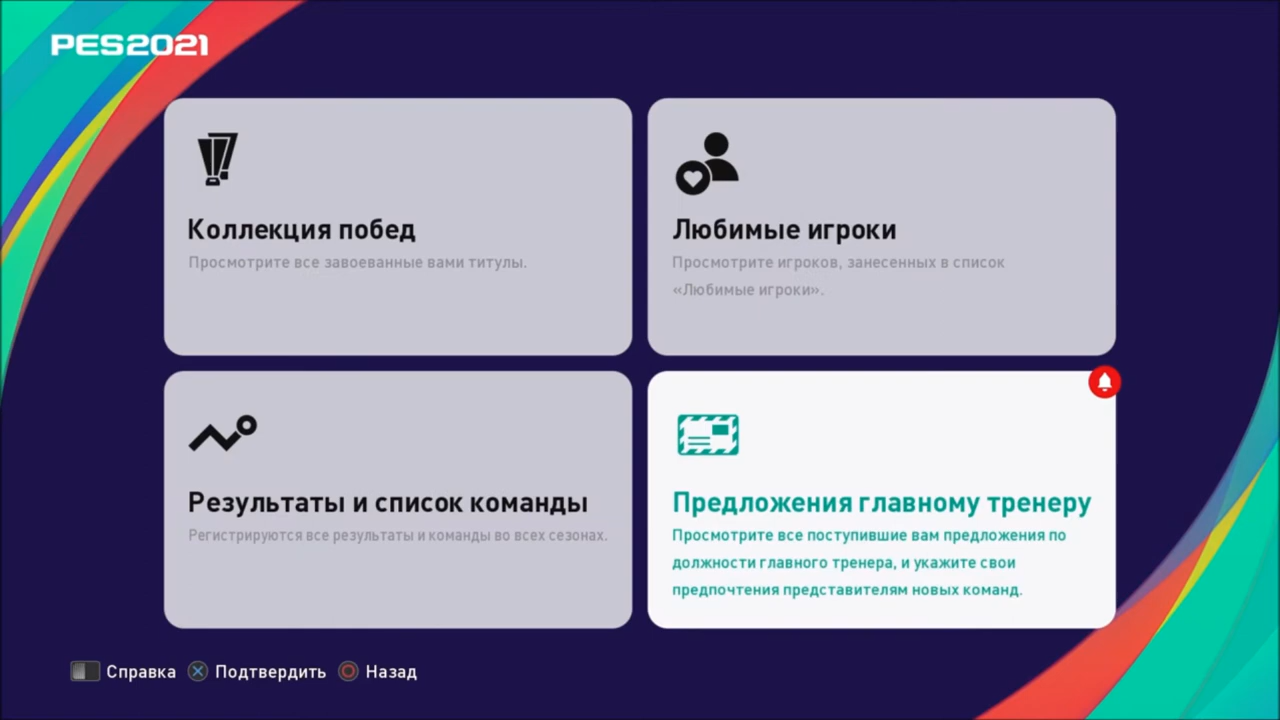 PES2021
Коллекция побед
Просмотрите все завоеванные вами титулы.
Любимые игроки
Просмотрите игроков, занесенных в список
«Любимые игроки».
Результаты и список команды
Регистрируются все результаты и команды во всех сезонах.
Предложения главному тренеру
Просмотрите все поступившие вам предложения по
должности главного тренера, и укажите свои
предпочтения представителям новых команд.
Справка Подтвердить Назад